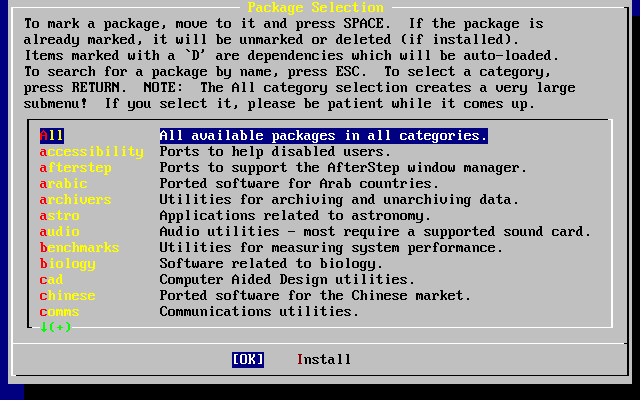 Package Selection
To mark a package, move to it and press SPACE.  If the package is
already marked, it will be unmarked or deleted (if installed).
Items marked with a `D' are dependencies which will be auto-loaded.
To search for a package by name, press ESC.  To select a category,
press RETURN.  NOTE:  The All category selection creates a very large
submenu!  If you select it, please be patient while it comes up.
All All available packages in all categories.
accessibility Ports to help disabled users.
afterstep Ports to support the AfterStep window manager.
arabic Ported software for Arab countries.
archivers Utilities for archiving and unarchiving data.
astro Applications related to astronomy.
audio Audio utilities - most require a supported sound card.
benchmarks Utilities for measuring system performance.
biology Software related to biology.
cad Computer Aided Design utilities.
chinese Ported software for the Chinese market.
comms Communications utilities.
↓(+)
[OK] Install